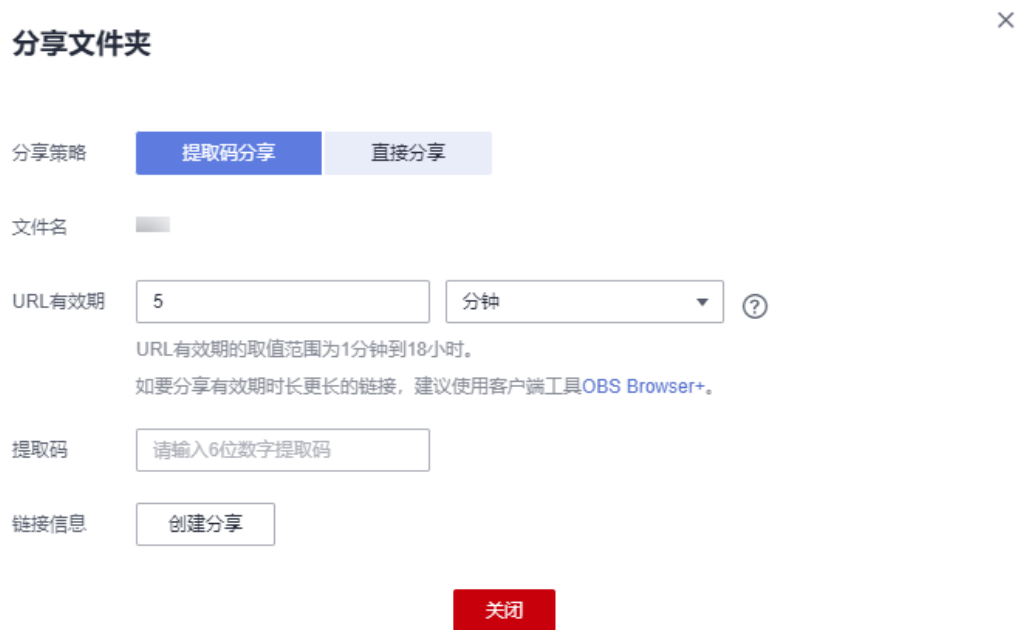 分享文件夹
分享策略 提取码分享 直接分享
文件名
URL有效期 5 分钟
URL有效期的取值范围为1分钟到18小时。
如要分享有效期时长更长的链接，建议使用客户端工具OBS Browser+。
提取码 请输入6位数字提取码
链接信息 创建分享
关闭